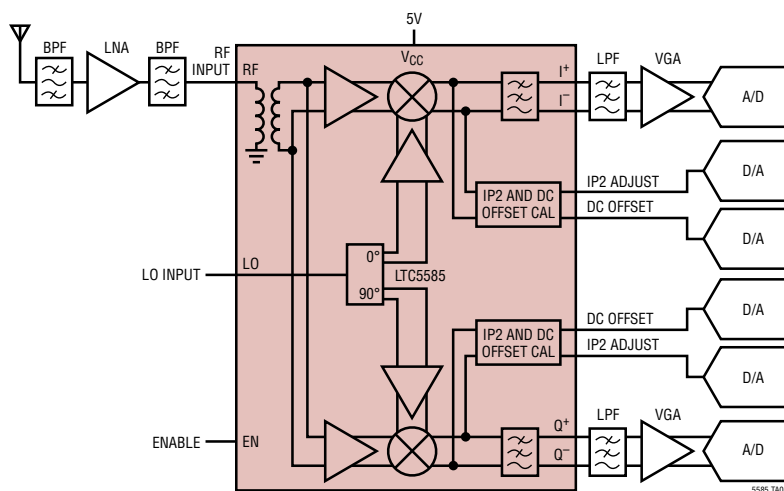 5V
BPF
LNA
BPF
RF
INPUT
RF
VCC
I+
I–
LPF
VGA
A/D
IP2 AND DC
OFFSET CAL
IP2 ADJUST
DC OFFSET
D/A
D/A
LO INPUT
LO
0°
90°
LTC5585
IP2 AND DC
OFFSET CAL
DC OFFSET
IP2 ADJUST
D/A
D/A
ENABLE
EN
Q+
Q–
LPF
VGA
A/D